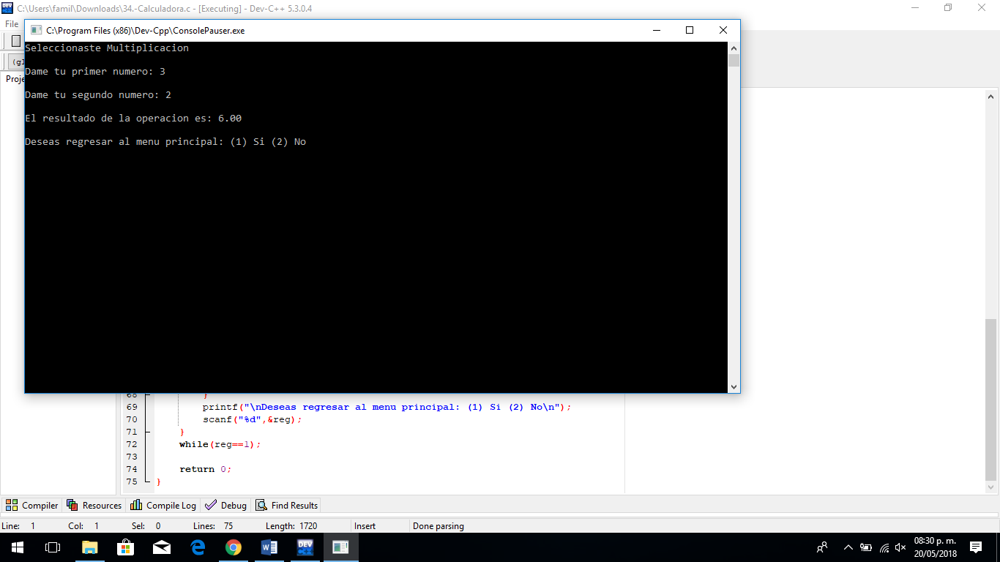 C:\Users\famil\Downloads\34.-Calculadora.c - [Executing] - Dev-C++ 5.3.0.4
File
C:\Program Files (x86)\Dev-Cpp\ConsolePauser.exe
(gl
Proje
Seleccionaste Multiplicacion
Dame tu primer numero: 3
Dame tu segundo numero: 2
El resultado de la operacion es: 6.00
Deseas regresar al menu principal: (1) Si (2) No
68 }
69 printf("\nDeseas regresar al menu principal: (1) Si (2) No\n");
70 scanf("%d",&reg);
71 }
72 while(reg==1);
73
74 return 0;
75 }
Compiler Resources Compile Log Debug Find Results
Line: 1 Col: 1 Sel: 0 Lines: 75 Length: 1720 Insert Done parsing
DEV C++
08:30 p. m.
20/05/2018